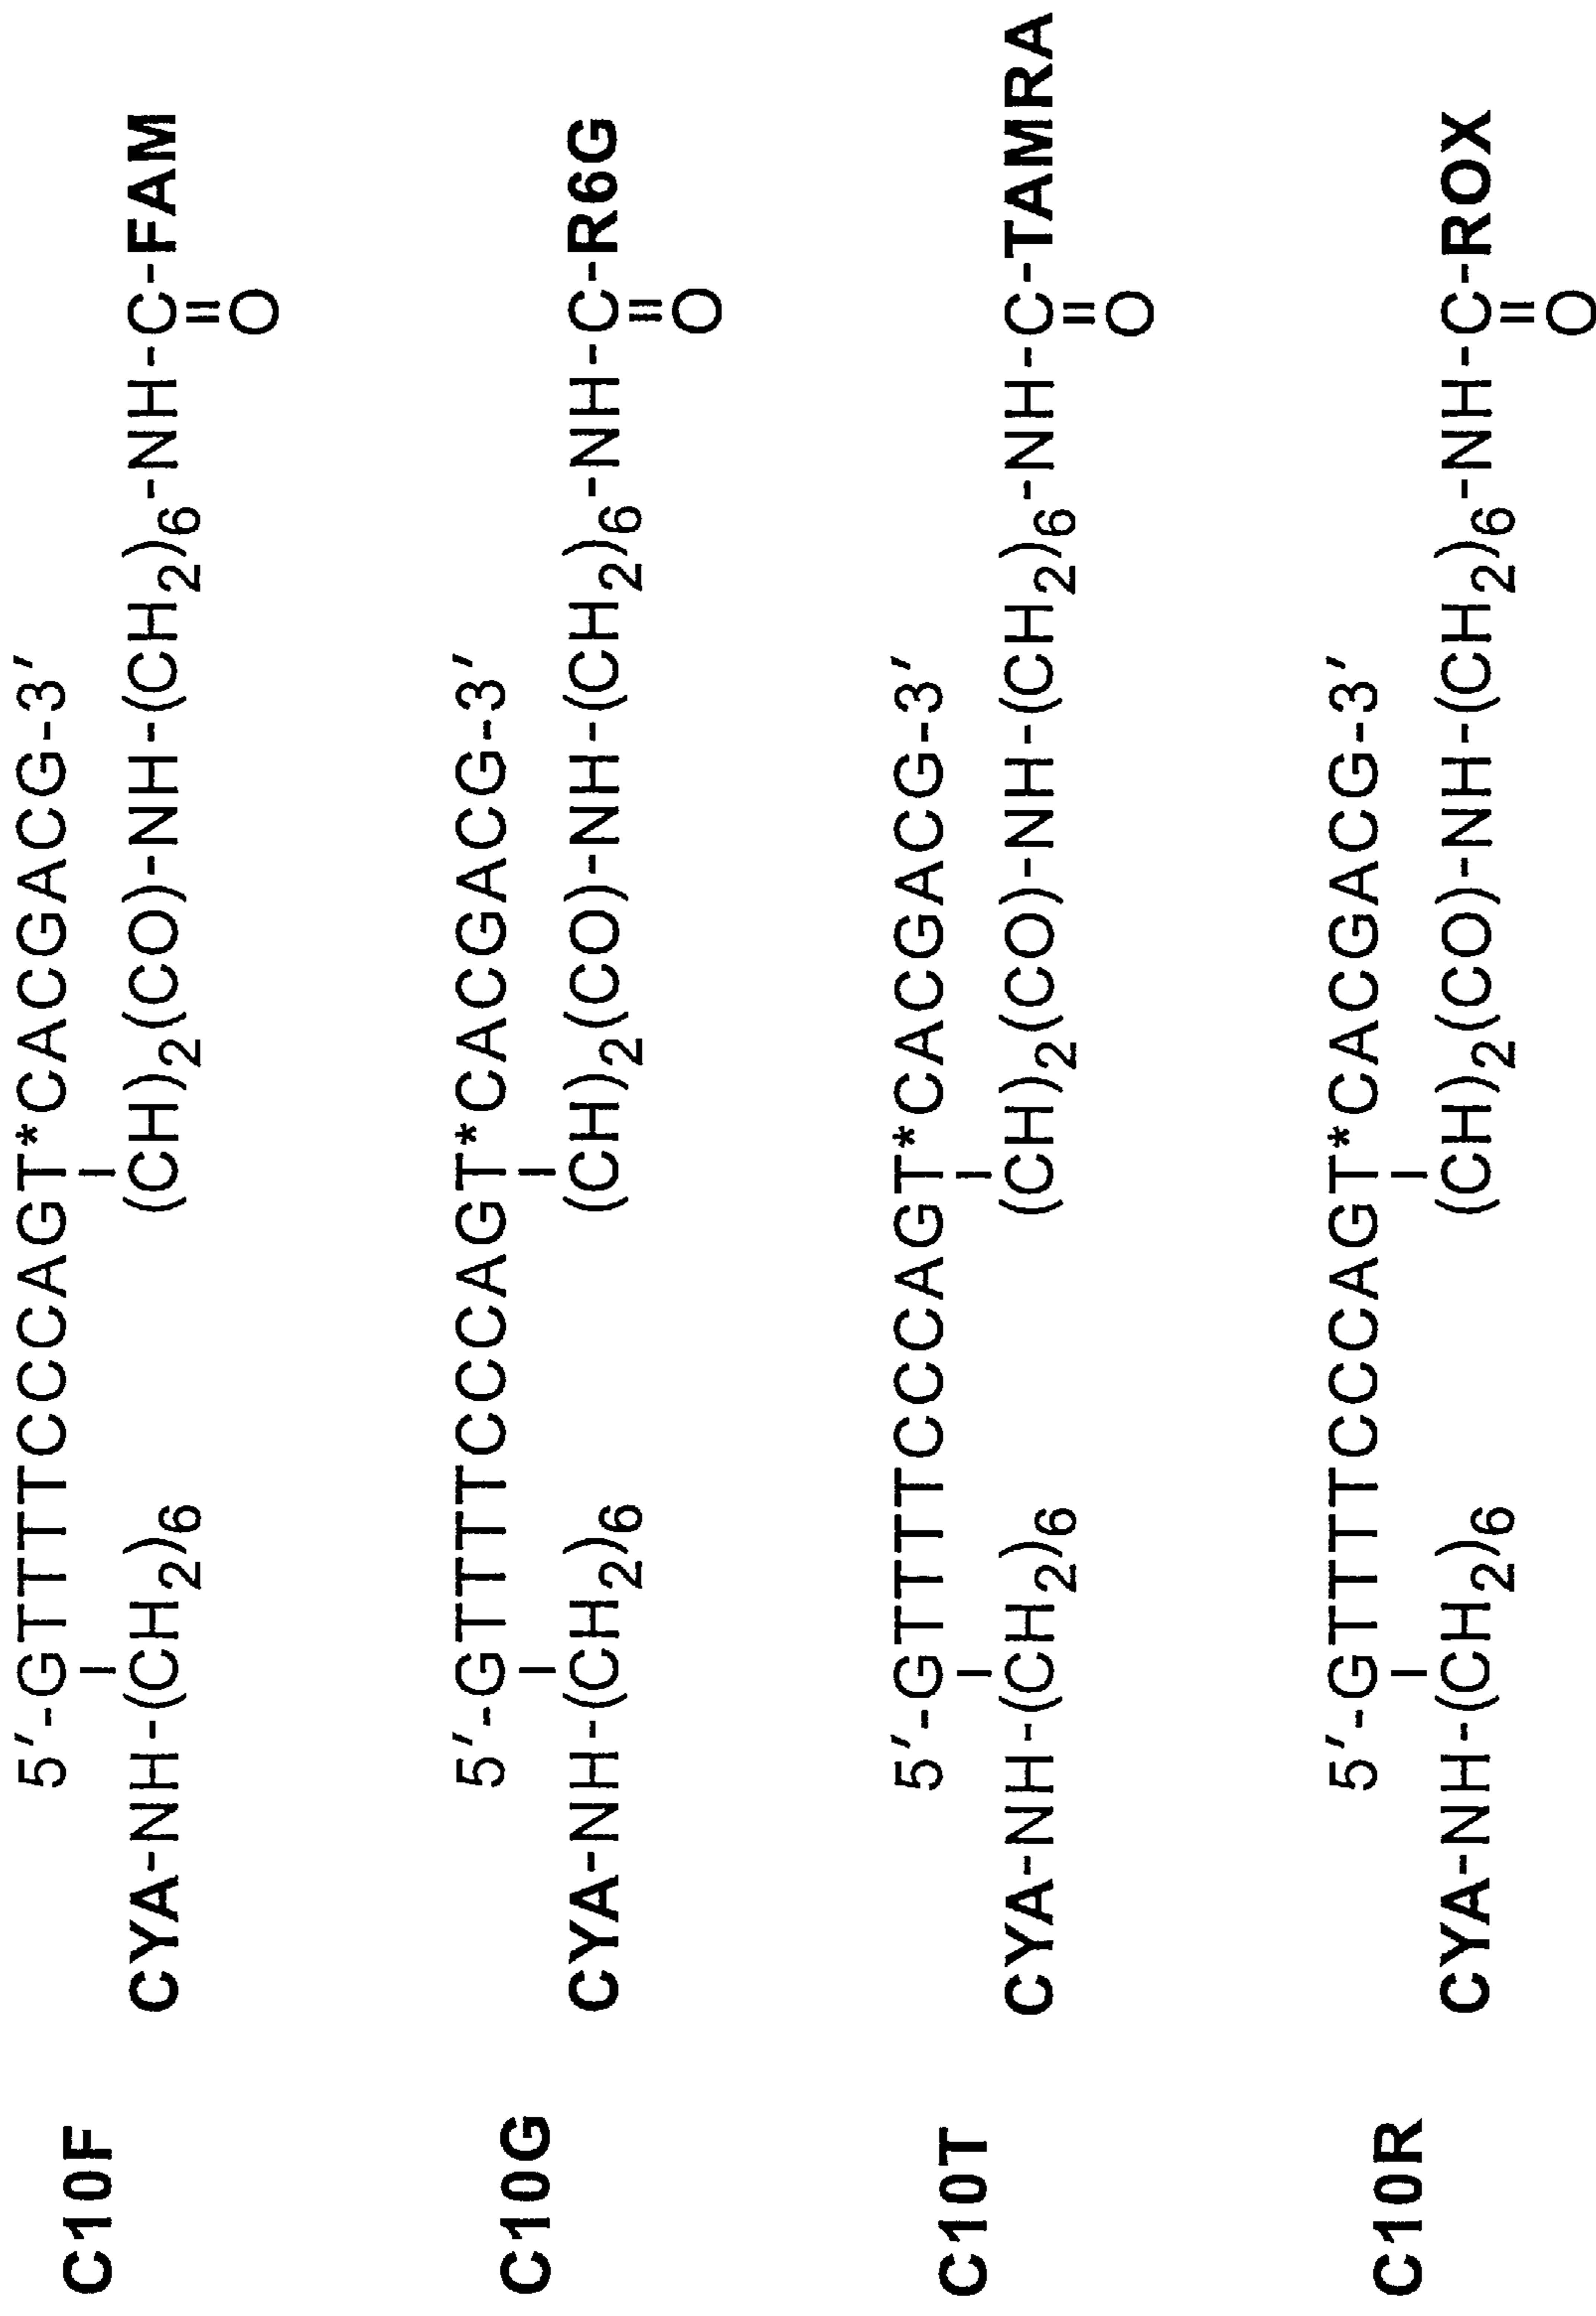 5′-GTTTTCCCAGT*CACGACG-3′
C10F
CYA-NH-(CH₂)₆ (CH)₂(CO)-NH-(CH₂)₆-NH-C-FAM
O
5′-GTTTTCCCAGT*CACGACG-3′
C10G
CYA-NH-(CH₂)₆ (CH)₂(CO)-NH-(CH₂)₆-NH-C-R6G
O
5′-GTTTTCCCAGT*CACGACG-3′
C10T
CYA-NH-(CH₂)₆ (CH)₂(CO)-NH-(CH₂)₆-NH-C-TAMRA
O
5′-GTTTTCCCAGT*CACGACG-3′
C10R
CYA-NH-(CH₂)₆ (CH)₂(CO)-NH-(CH₂)₆-NH-C-ROX
O